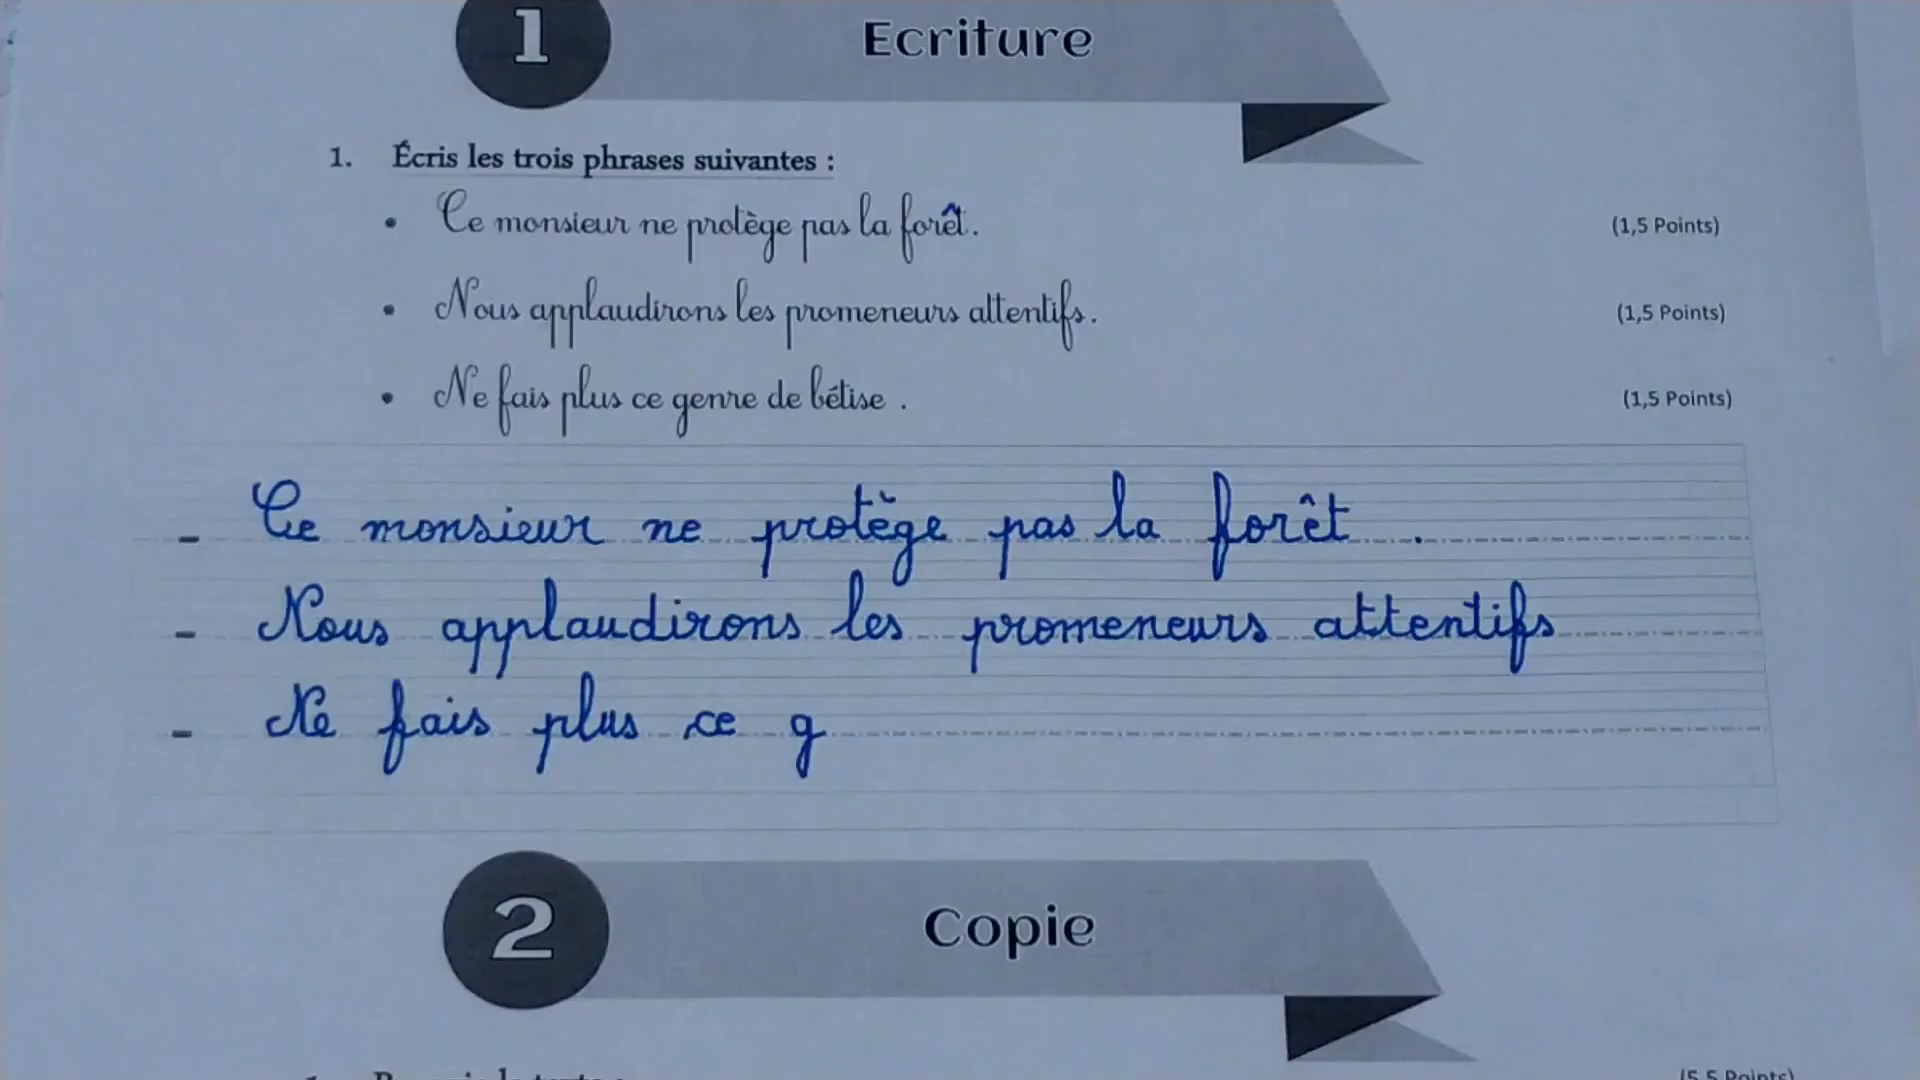 1 Ecriture
1. Écris les trois phrases suivantes :
• Ce monsieur ne protège pas la forêt. (1,5 Points)
• Nous applaudirons les promeneurs attentifs. (1,5 Points)
• Ne fais plus ce genre de bétise . (1,5 Points)
- Ce monsieur ne protège pas la forêt .
- Nous applaudirons les promeneurs attentifs
- Ne fais plus ce g
2 Copie